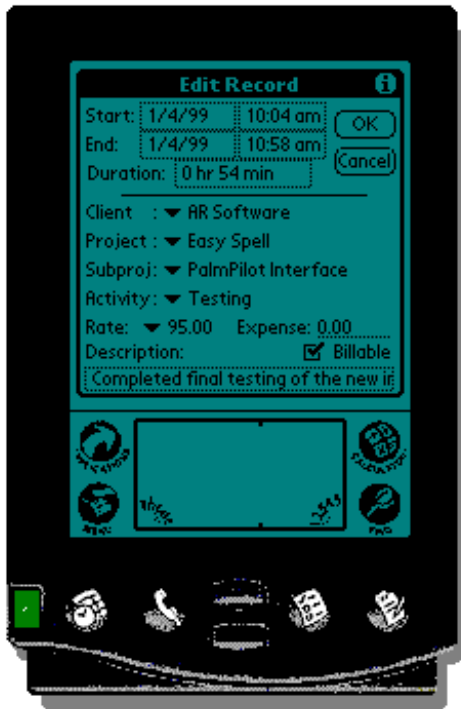 Edit Record
Start: 1/4/99 10:04 am OK
End: 1/4/99 10:58 am Cancel
Duration: 0 hr 54 min
Client : AR Software
Project : Easy Spell
Subproj: PalmPilot Interface
Activity: Testing
Rate: 95.00 Expense: 0.00
Description: Billable
Completed final testing of the new
MENU FIND